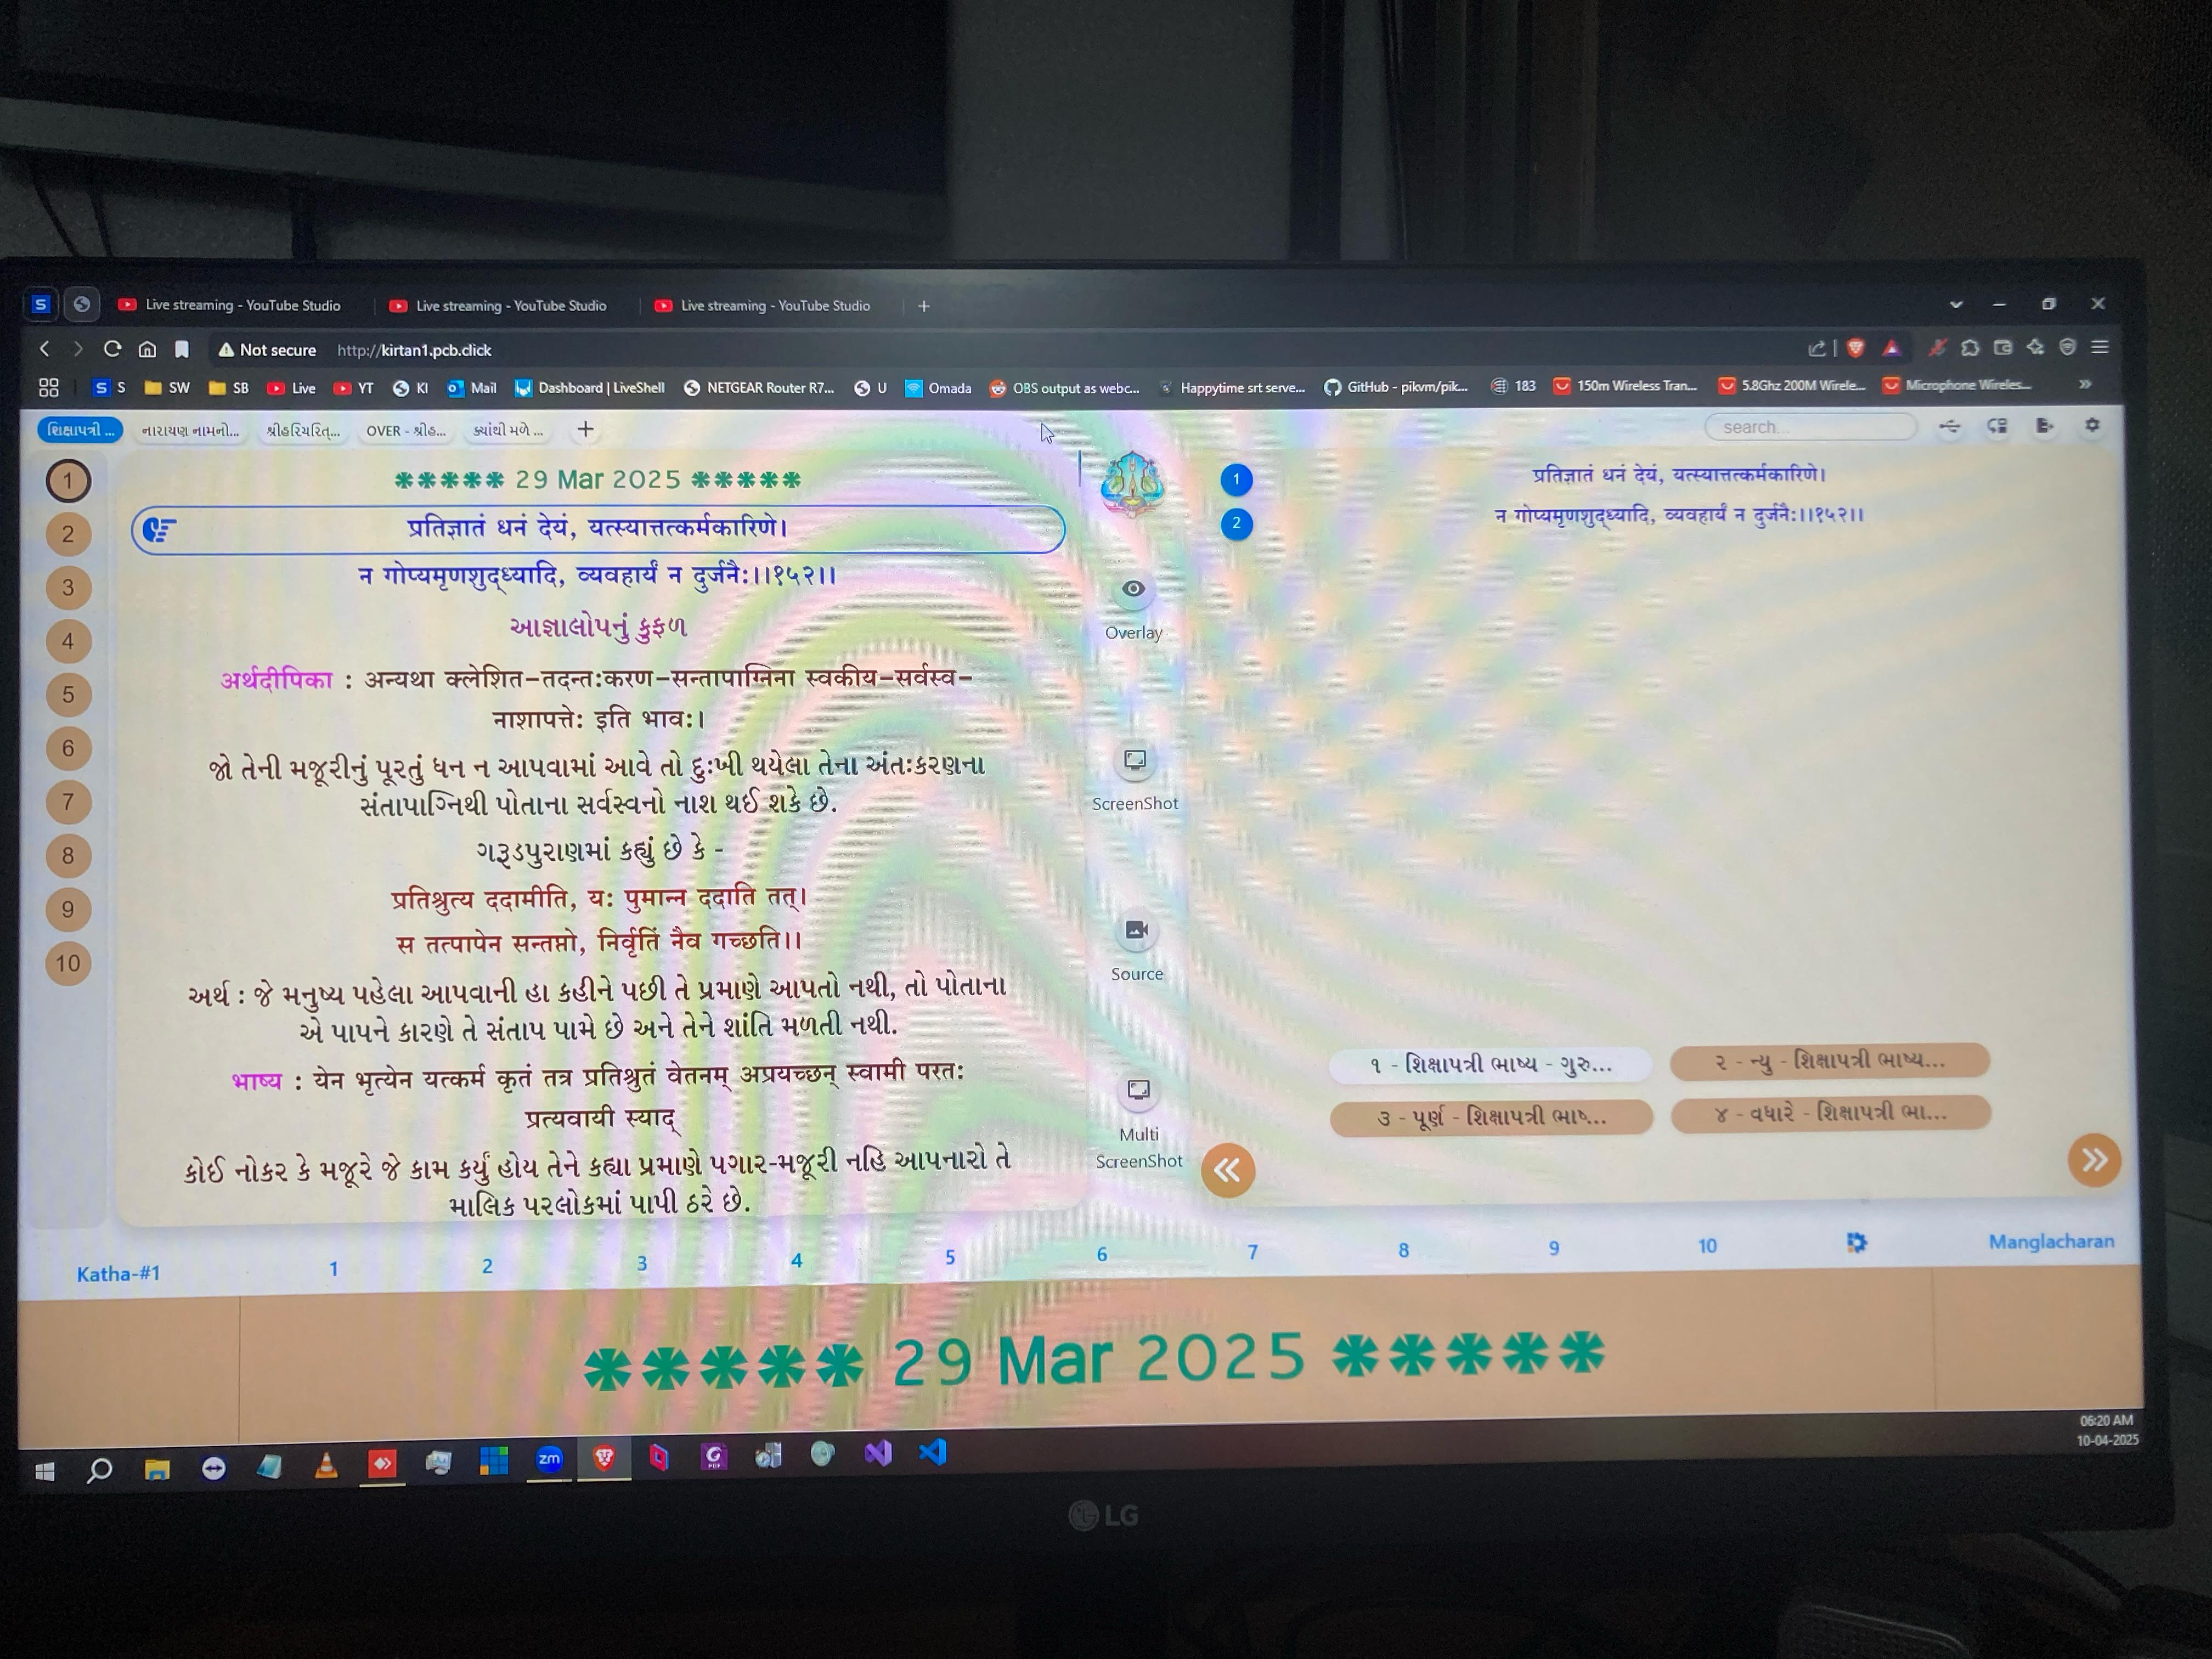 S
Live streaming - YouTube Studio
Live streaming - YouTube Studio
Live streaming - YouTube Studio
Not secure http://kirtan1.pcb.click
S SW SB Live YT KI Mail Dashboard | LiveShell NETGEAR Router R7... U Omada OBS output as webc... Happytime srt serve... GitHub - pikvm/pik... 183 150m Wireless Tran... 5.8Ghz 200M Wirele... Microphone Wireles...
શિક્ષાપત્રી ... નારાયણ નામનો... શ્રીહરિચરિત્... OVER - શ્રીહ... ક્યાંથી મળે ... search...
1
2
3
4
5
6
7
8
9
10
***** 29 Mar 2025 *****
प्रतिज्ञातं धनं देयं, यत्स्यात्तत्कर्मकारिणे।
न गोप्यमृणशुद्ध्यादि, व्यवहार्यं न दुर्जनैः।।१५२।।
આજ્ઞાલોપનું કુફળ
अर्थदीपिका : अन्यथा क्लेशित-तदन्तःकरण-सन्तापाग्निना स्वकीय-सर्वस्व-
नाशापत्तेः इति भावः।
જો તેની મજૂરીનું પૂરતું ધન ન આપવામાં આવે તો દુઃખી થયેલા તેના અંતઃકરણના
સંતાપાગ્નિથી પોતાના સર્વસ્વનો નાશ થઈ શકે છે.
ગરૂડપુરાણમાં કહ્યું છે કે -
प्रतिश्रुत्य ददामीति, यः पुमान्न ददाति तत्।
स तत्पापेन सन्तप्तो, निर्वृतिं नैव गच्छति।।
અર્થ : જે મનુષ્ય પહેલા આપવાની હા કહીને પછી તે પ્રમાણે આપતો નથી, તો પોતાના
એ પાપને કારણે તે સંતાપ પામે છે અને તેને શાંતિ મળતી નથી.
भाष्य : येन भृत्येन यत्कर्म कृतं तत्र प्रतिश्रुतं वेतनम् अप्रयच्छन् स्वामी परतः
प्रत्यवायी स्याद्
કોઈ નોકર કે મજૂરે જે કામ કર્યું હોય તેને કહ્યા પ્રમાણે પગાર-મજૂરી નહિ આપનારો તે
માલિક પરલોકમાં પાપી ઠરે છે.
Overlay
ScreenShot
Source
Multi
ScreenShot
1 प्रतिज्ञातं धनं देयं, यत्स्यात्तत्कर्मकारिणे।
2 न गोप्यमृणशुद्ध्यादि, व्यवहार्यं न दुर्जनैः।।१५२।।
૧ - શિક્ષાપત્રી ભાષ્ય - ગુરુ... ૨ - ન્યુ - શિક્ષાપત્રી ભાષ્ય...
૩ - પૂર્ણ - શિક્ષાપત્રી ભાષ્... ૪ - વધારે - શિક્ષાપત્રી ભા...
Katha-#1 1 2 3 4 5 6 7 8 9 10 Manglacharan
***** 29 Mar 2025 *****
zm
06:20 AM
10-04-2025
LG